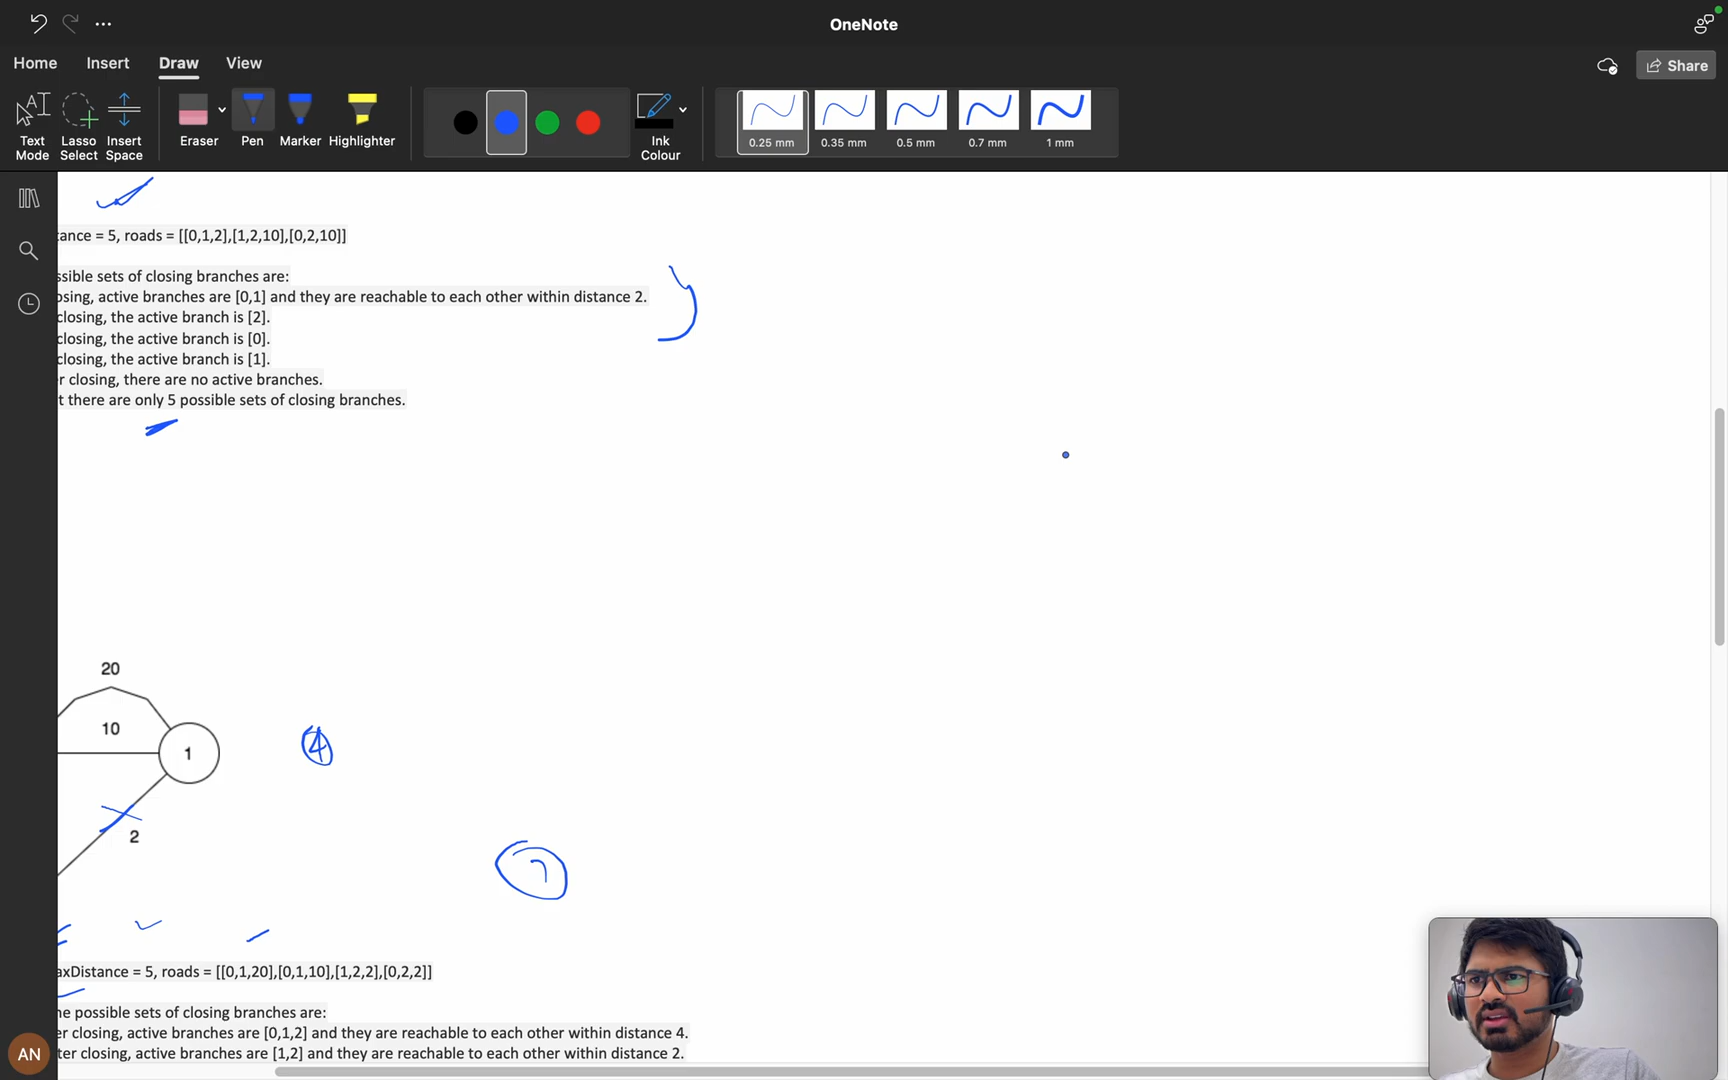 OneNote
Home Insert Draw View
Share
Text Mode
Lasso Select
Insert Space
Eraser
Pen
Marker
Highlighter
Ink Colour
0.25 mm
0.35 mm
0.5 mm
0.7 mm
1 mm
tance = 5, roads = [[0,1,2],[1,2,10],[0,2,10]]
ssible sets of closing branches are:
osing, active branches are [0,1] and they are reachable to each other within distance 2.
closing, the active branch is [2].
closing, the active branch is [0].
closing, the active branch is [1].
er closing, there are no active branches.
t there are only 5 possible sets of closing branches.
20
10
1
4
2
7
axDistance = 5, roads = [[0,1,20],[0,1,10],[1,2,2],[0,2,2]]
ne possible sets of closing branches are:
er closing, active branches are [0,1,2] and they are reachable to each other within distance 4.
ter closing, active branches are [1,2] and they are reachable to each other within distance 2.
AN